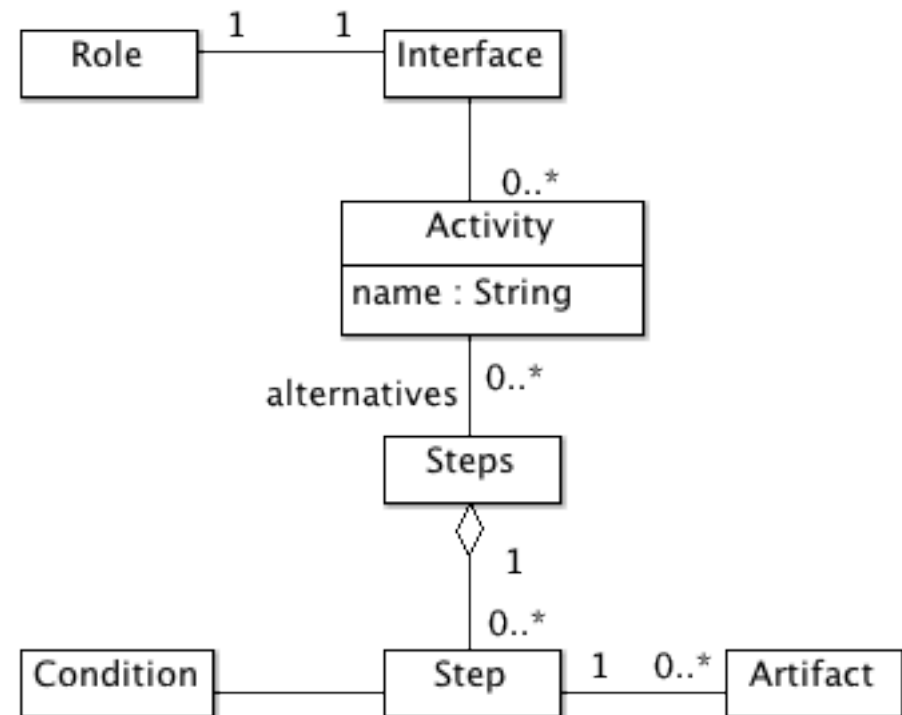 1 1
Role Interface
0..*
Activity
name : String
0..*
alternatives
Steps
1
0..*
Condition Step 1 0..* Artifact